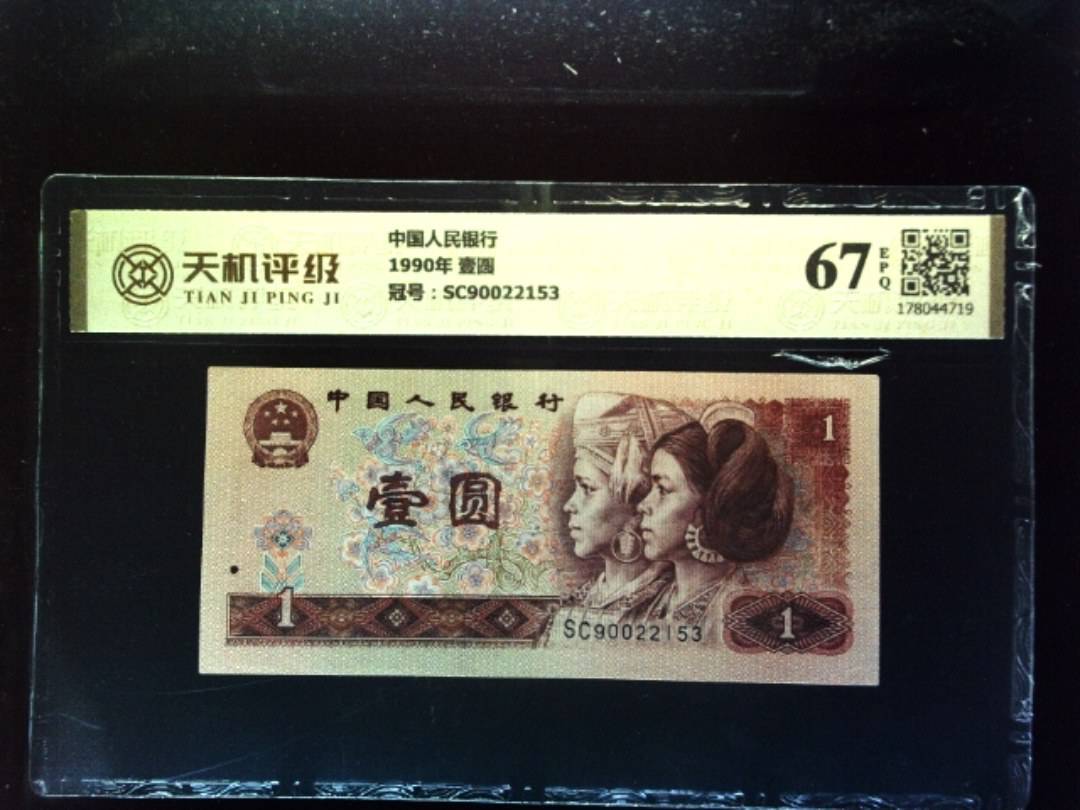 天机评级
TIAN JI PING JI
中国人民银行
1990年 壹圆
冠号：SC90022153
67
EPQ
178044719
中国人民银行
1
壹圆
1
SC90022153
1